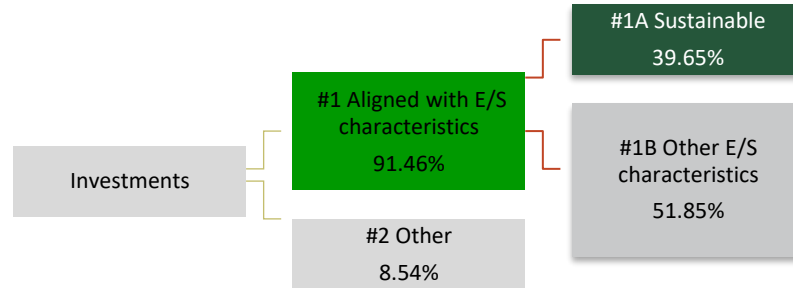 Investments
#1 Aligned with E/S
characteristics
91.46%
#2 Other
8.54%
#1A Sustainable
39.65%
#1B Other E/S
characteristics
51.85%